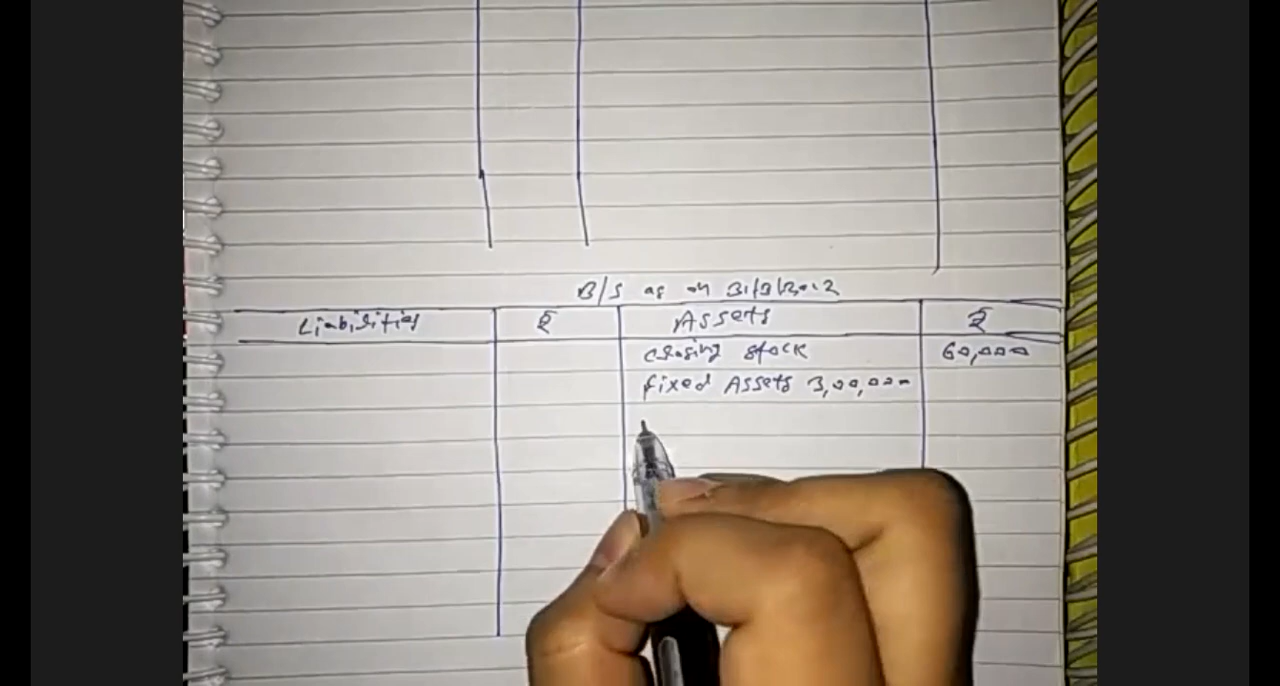 B/S as on 31/3/2012
Liabilities ₹ Assets ₹
closing stock 60,000
fixed Assets 3,00,000